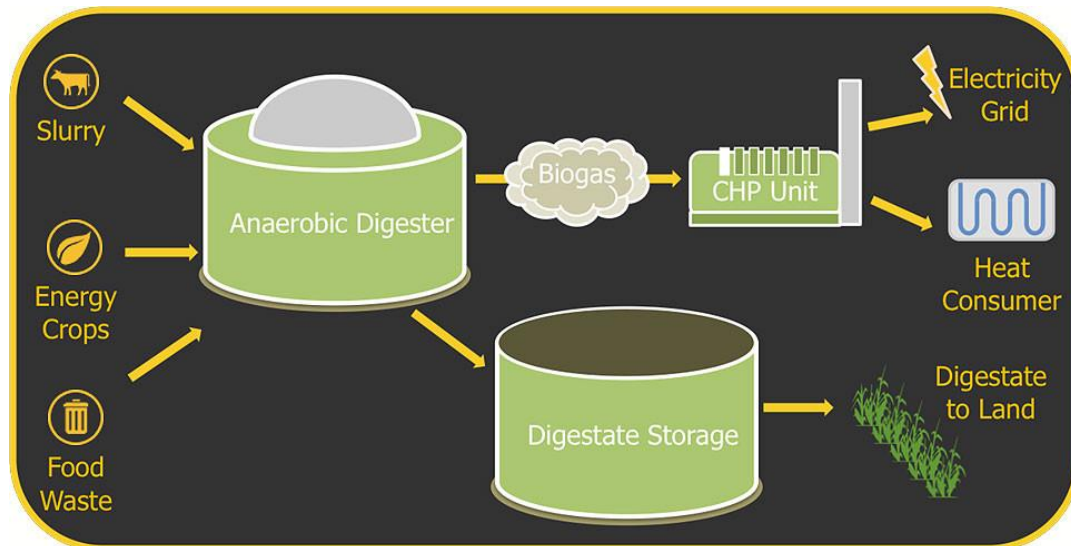 Slurry
Energy
Crops
Food
Waste
Anaerobic Digester
Biogas
CHP Unit
Electricity
Grid
Heat
Consumer
Digestate Storage
Digestate
to Land